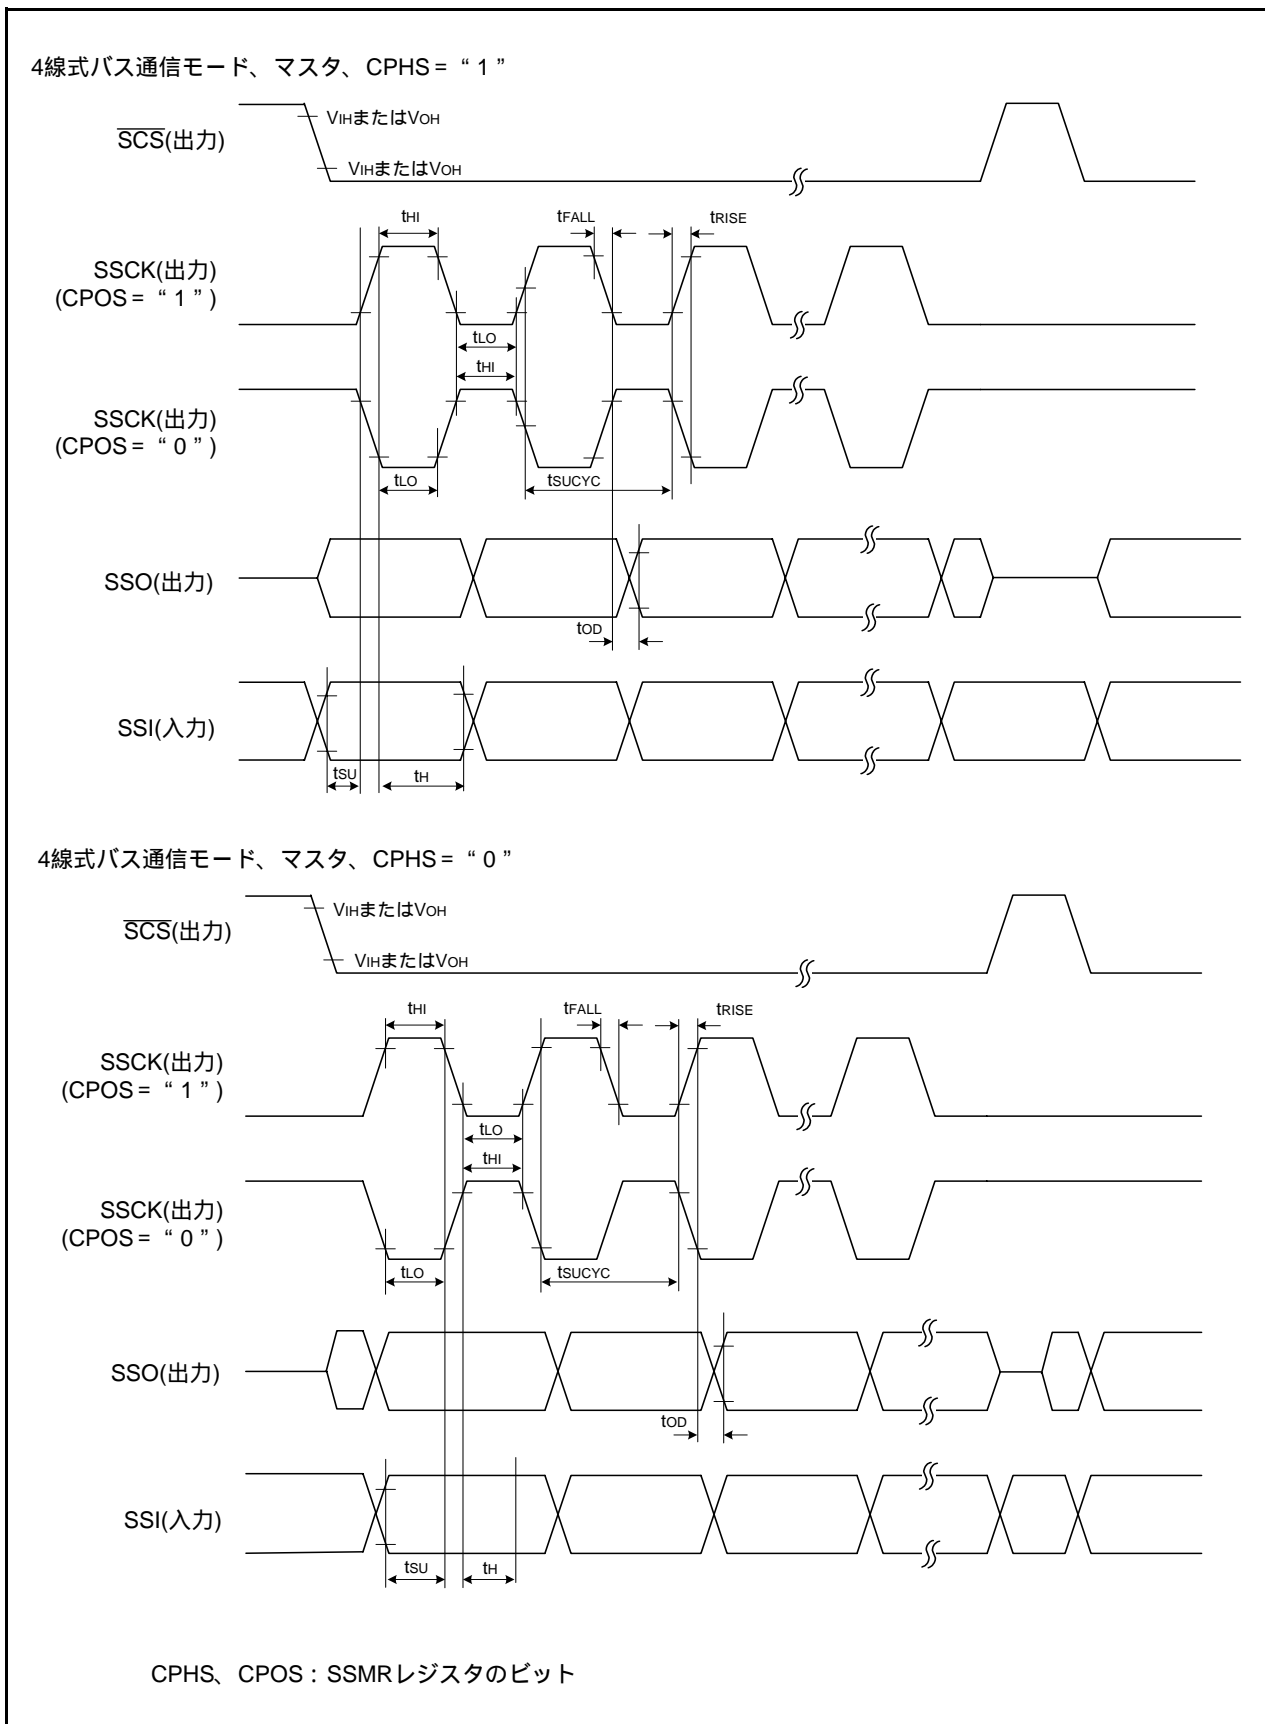 4線式バス通信モード、マスタ、CPHS=“1”
VIHまたはVOH
SCS(出力)
VIHまたはVOH
tHI
tFALL
tRISE
SSCK(出力)
(CPOS=“1”)
tLO
tHI
SSCK(出力)
(CPOS=“0”)
tLO
tSUCYC
SSO(出力)
tOD
SSI(入力)
tSU
tH
4線式バス通信モード、マスタ、CPHS=“0”
VIHまたはVOH
SCS(出力)
VIHまたはVOH
tHI
tFALL
tRISE
SSCK(出力)
(CPOS=“1”)
tLO
tHI
SSCK(出力)
(CPOS=“0”)
tLO
tSUCYC
SSO(出力)
tOD
SSI(入力)
tSU
tH
CPHS、CPOS:SSMRレジスタのビット